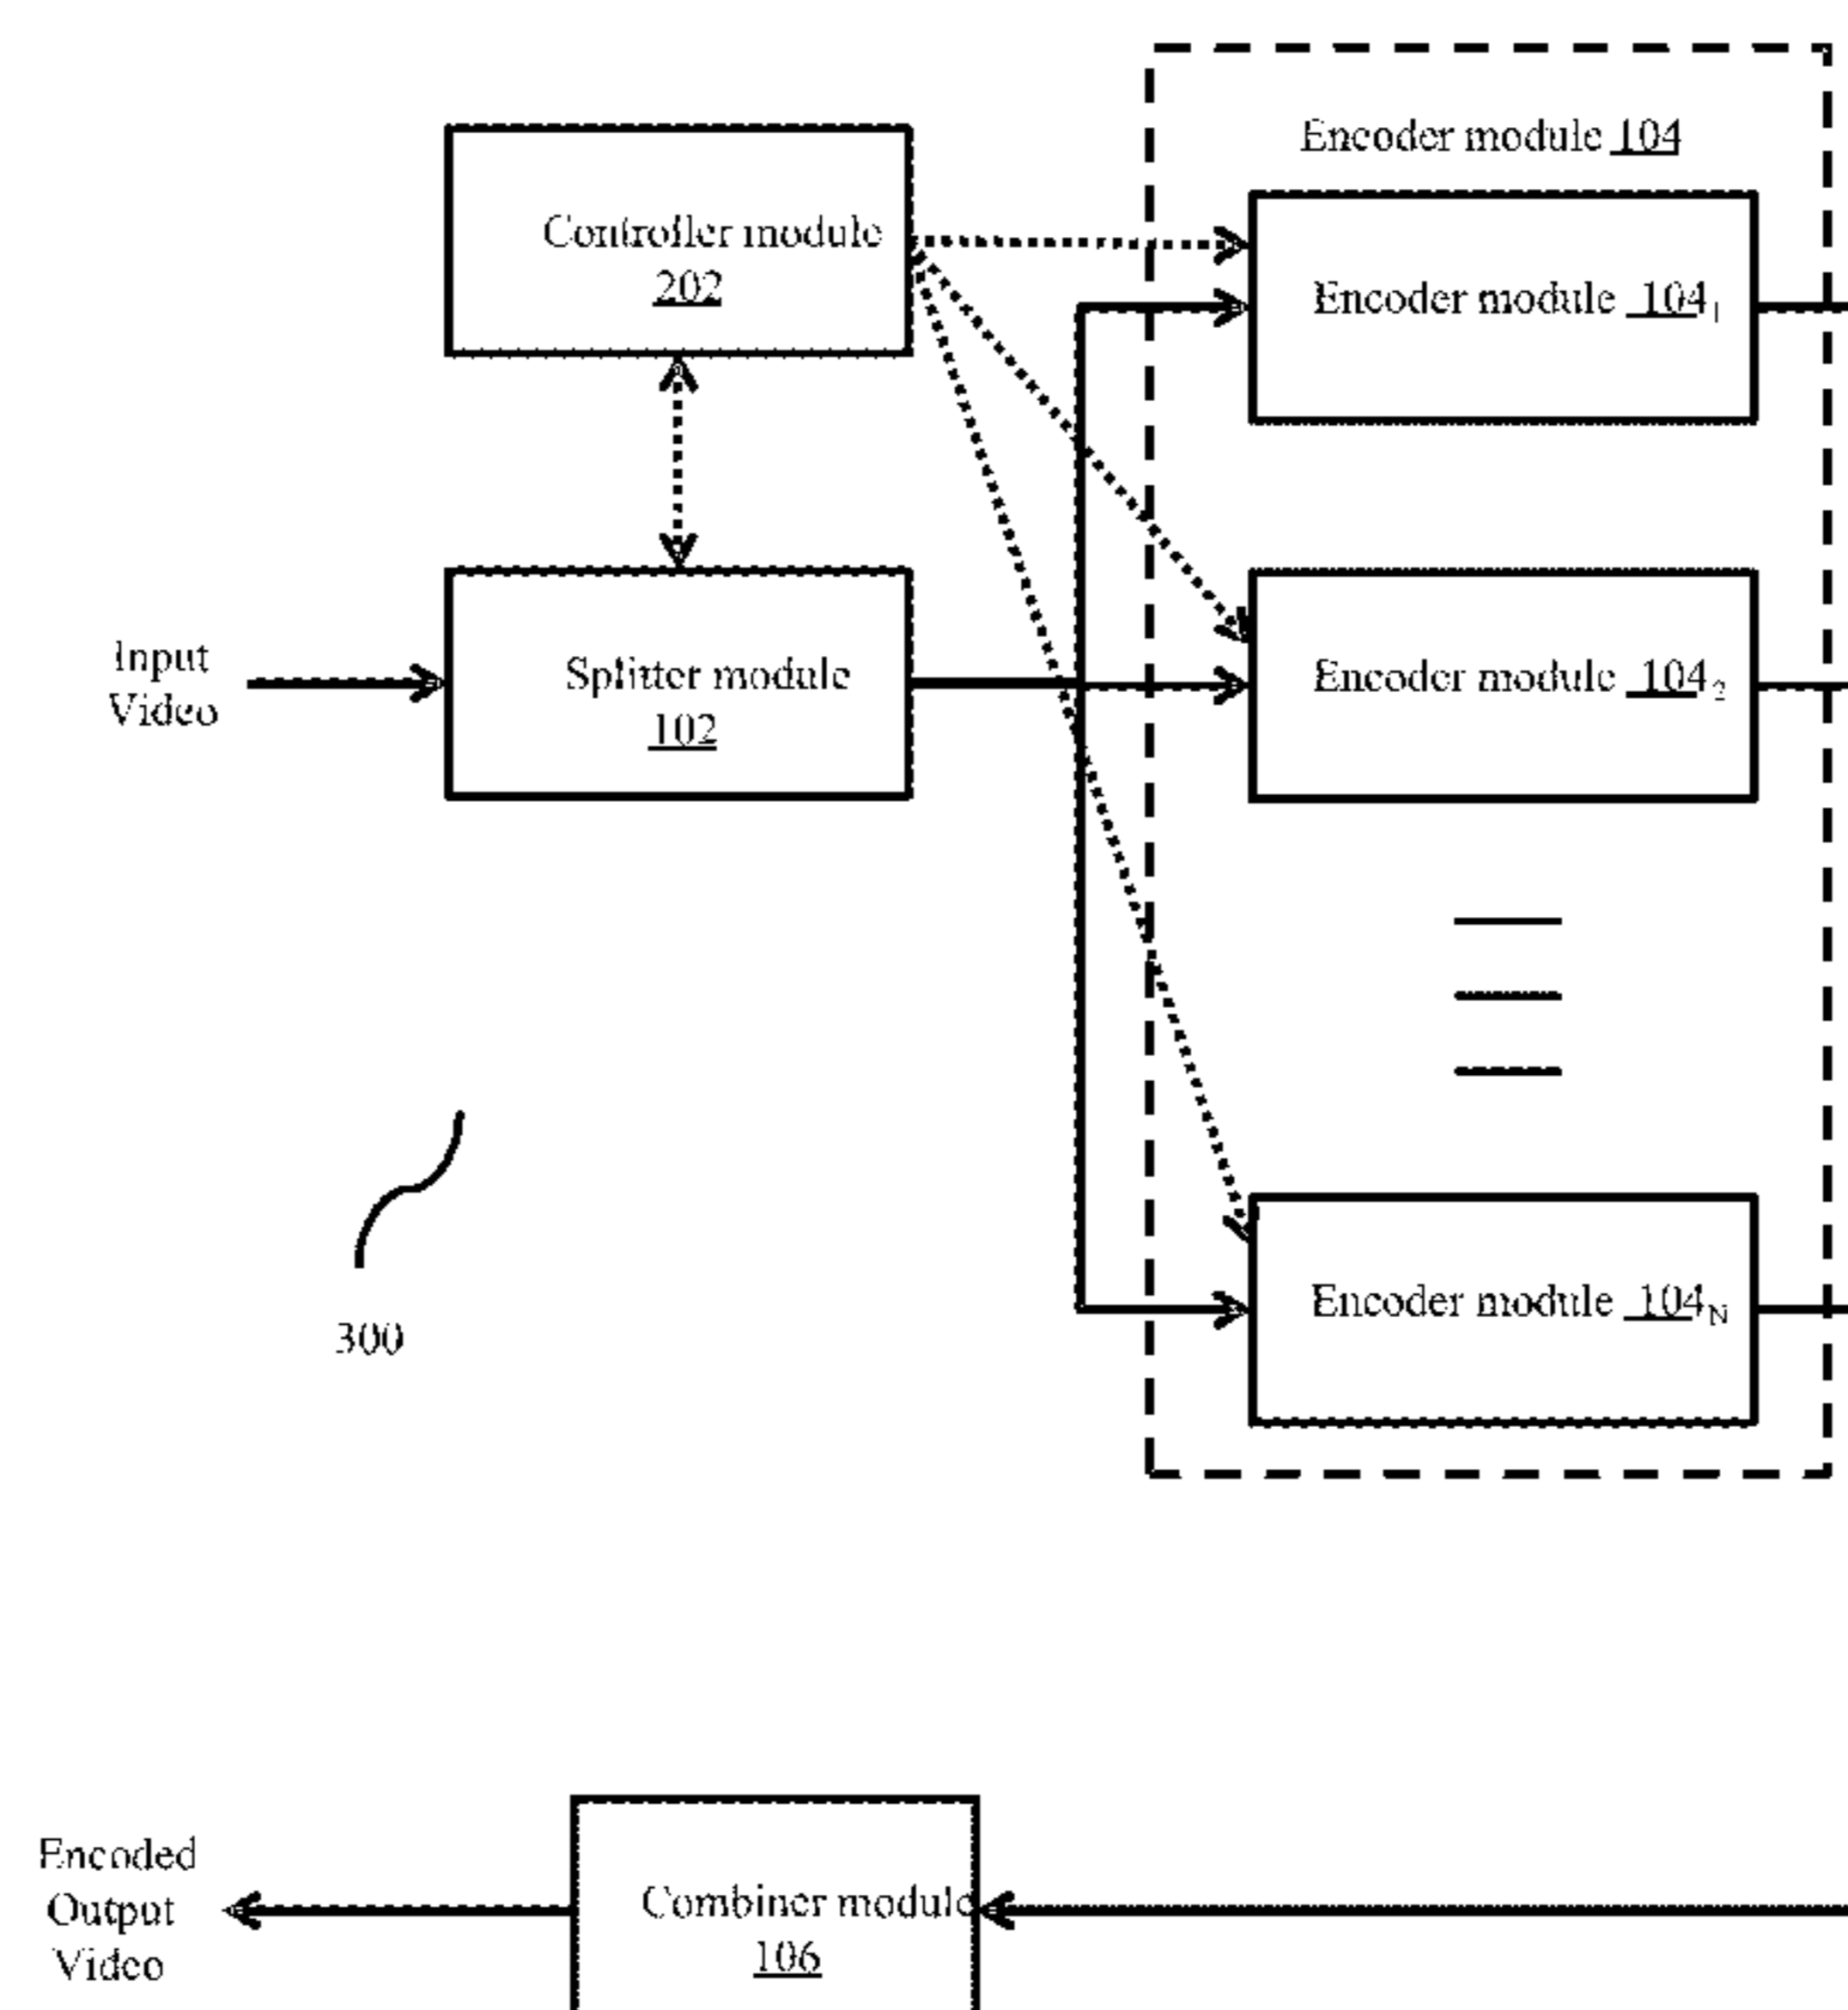 Encoder module 104
Controller module
202
Encoder module 104₁
Input
Video
Splitter module
102
Encoder module 104₂
Encoder module 104N
300
Encoded
Output
Video
Combiner module
106